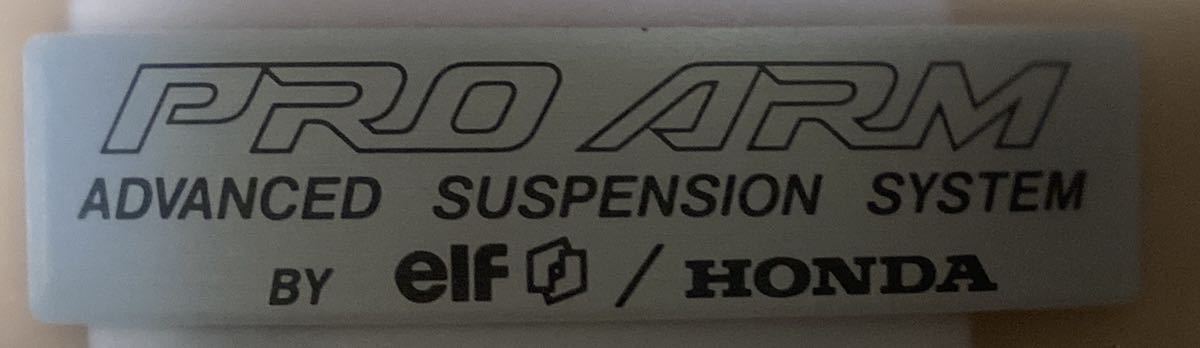 PRO ARM
ADVANCED SUSPENSION SYSTEM
BY elf / HONDA